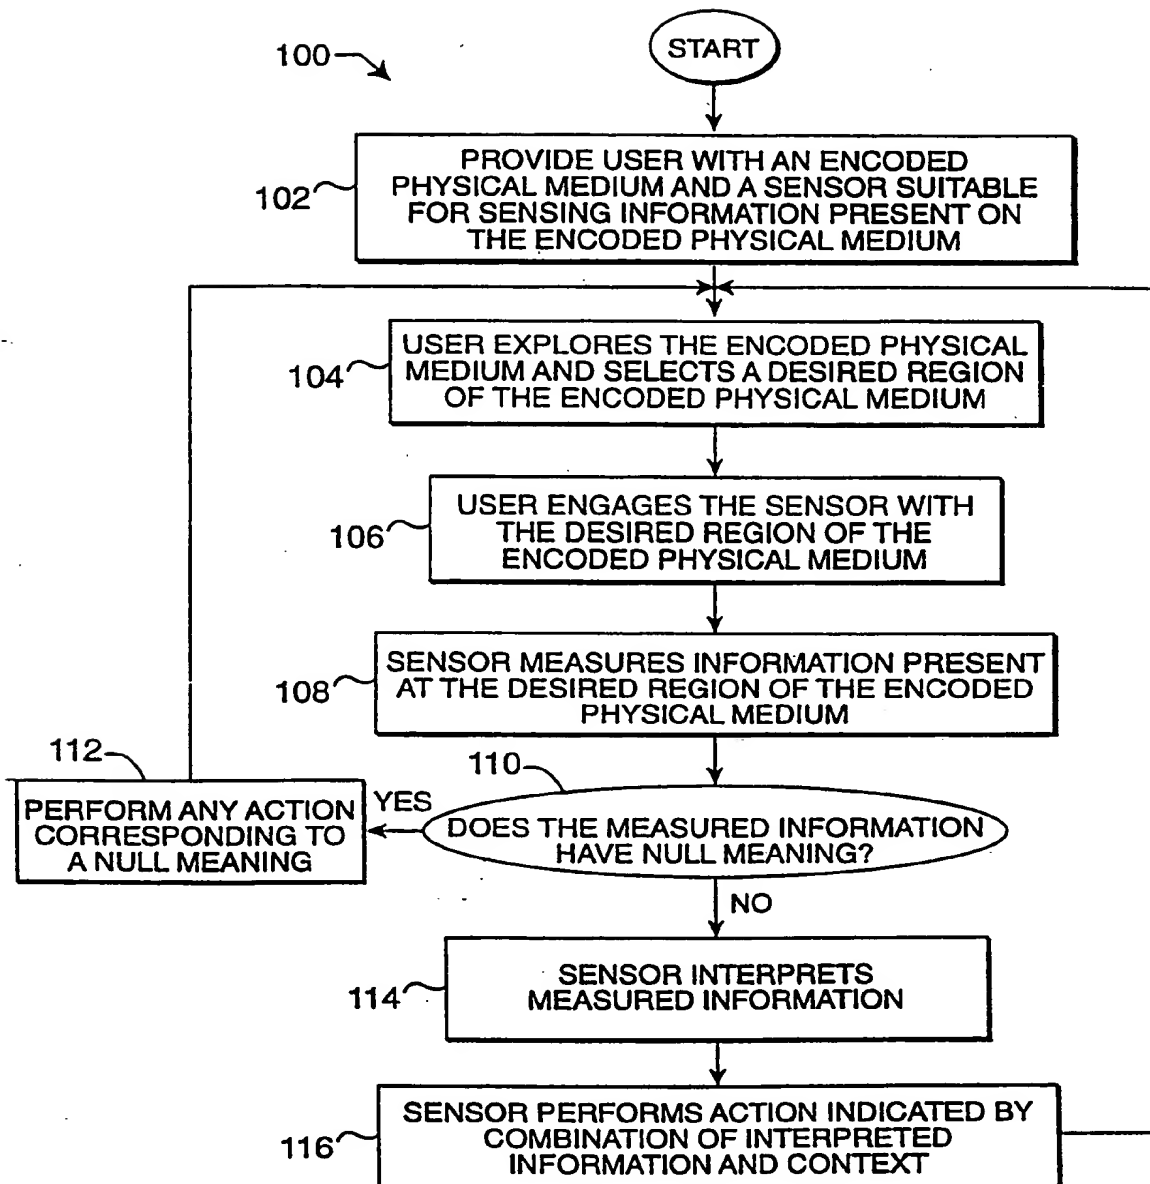 START
100
PROVIDE USER WITH AN ENCODED
PHYSICAL MEDIUM AND A SENSOR SUITABLE
FOR SENSING INFORMATION PRESENT ON
THE ENCODED PHYSICAL MEDIUM
102
USER EXPLORES THE ENCODED PHYSICAL
MEDIUM AND SELECTS A DESIRED REGION
OF THE ENCODED PHYSICAL MEDIUM
104
USER ENGAGES THE SENSOR WITH
THE DESIRED REGION OF THE
ENCODED PHYSICAL MEDIUM
106
SENSOR MEASURES INFORMATION PRESENT
AT THE DESIRED REGION OF THE ENCODED
PHYSICAL MEDIUM
108
110
DOES THE MEASURED INFORMATION
HAVE NULL MEANING?
YES
112
PERFORM ANY ACTION
CORRESPONDING TO
A NULL MEANING
NO
SENSOR INTERPRETS
MEASURED INFORMATION
114
SENSOR PERFORMS ACTION INDICATED BY
COMBINATION OF INTERPRETED
INFORMATION AND CONTEXT
116